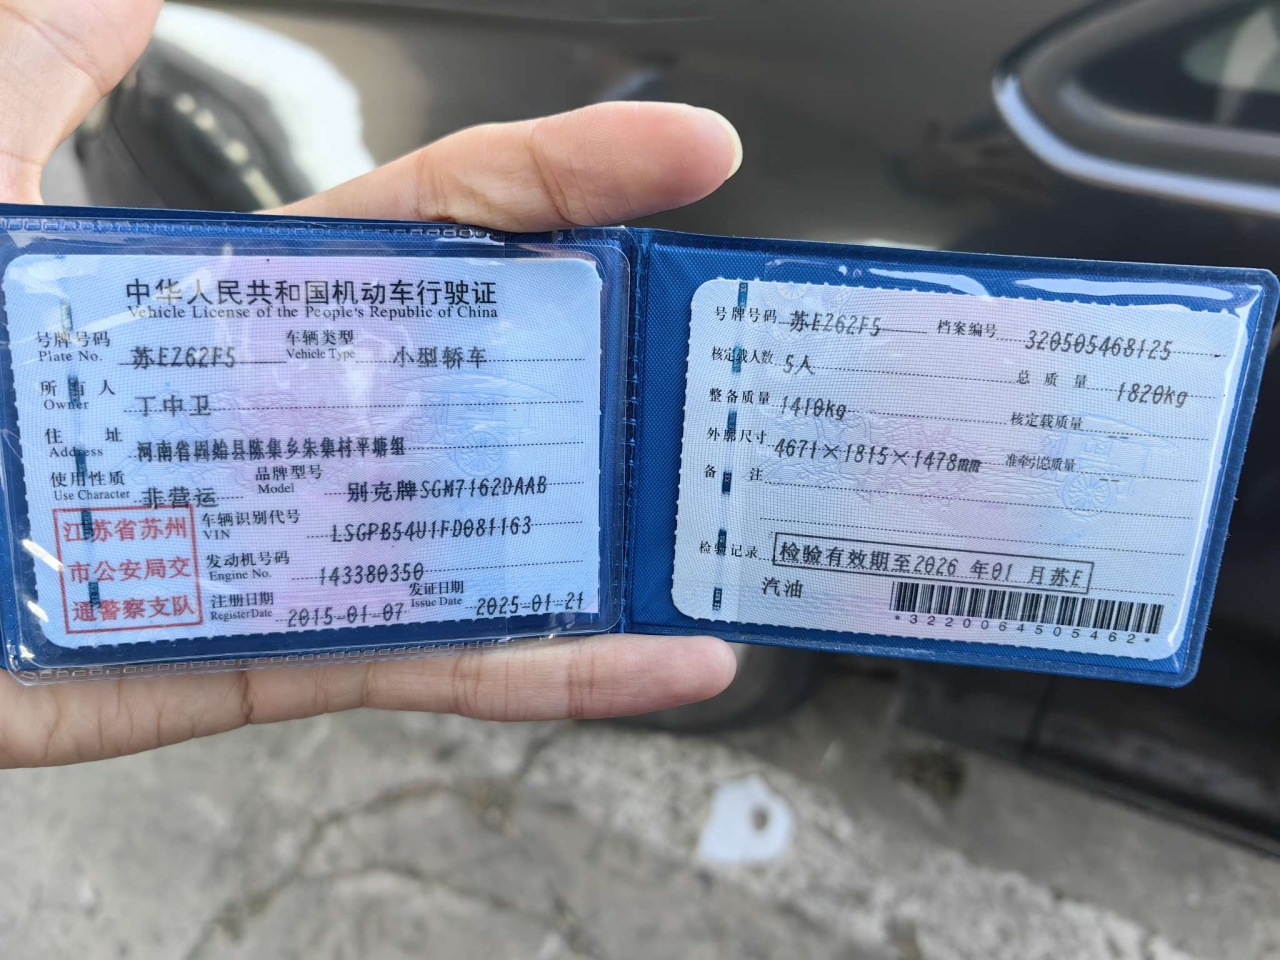 中华人民共和国机动车行驶证
Vehicle License of the People's Republic of China
号牌号码 苏EZ62F5 车辆类型 小型轿车
Plate No. Vehicle Type
所有人 丁中卫
Owner
住址 河南省固始县陈集乡朱集村平塘组
Address
使用性质 非营运 品牌型号 别克牌SGM7162DAAB
Use Character Model
江苏省苏州
市公安局交
通警察支队
车辆识别代号 LSGPB54U1FD081163
VIN
发动机号码 143380350
Engine No.
注册日期 2015-01-07 发证日期 2025-01-21
Register Date Issue Date
号牌号码 苏EZ62F5 档案编号 320505468125
核定载人数 5人 总质量 1820kg
整备质量 1410kg 核定载质量 --
外廓尺寸 4671×1815×1478mm 准牵引总质量 --
备注
检验记录 检验有效期至2026年01月苏E
汽油
*3220064505462*